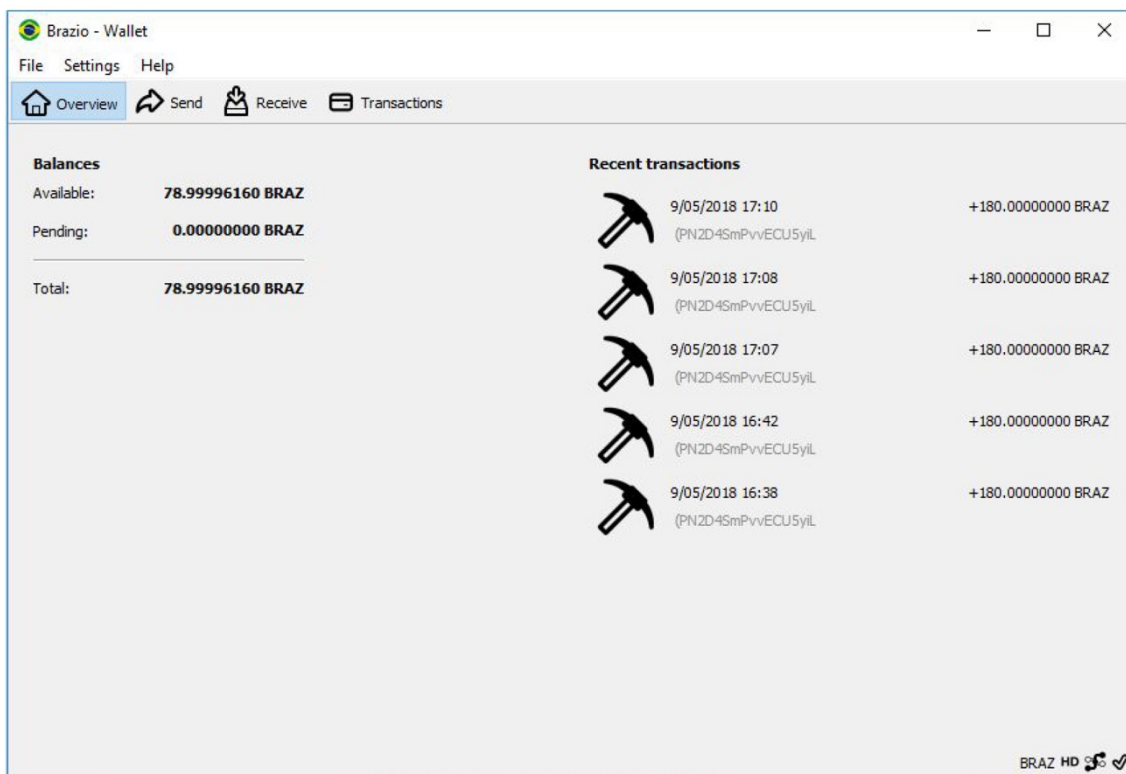 Brazio - Wallet
File Settings Help
Overview Send Receive Transactions
Balances
Available: 78.99996160 BRAZ
Pending: 0.00000000 BRAZ
Total: 78.99996160 BRAZ
Recent transactions
9/05/2018 17:10 +180.00000000 BRAZ
(PN2D4SmPvvECU5yiL
9/05/2018 17:08 +180.00000000 BRAZ
(PN2D4SmPvvECU5yiL
9/05/2018 17:07 +180.00000000 BRAZ
(PN2D4SmPvvECU5yiL
9/05/2018 16:42 +180.00000000 BRAZ
(PN2D4SmPvvECU5yiL
9/05/2018 16:38 +180.00000000 BRAZ
(PN2D4SmPvvECU5yiL
BRAZ HD